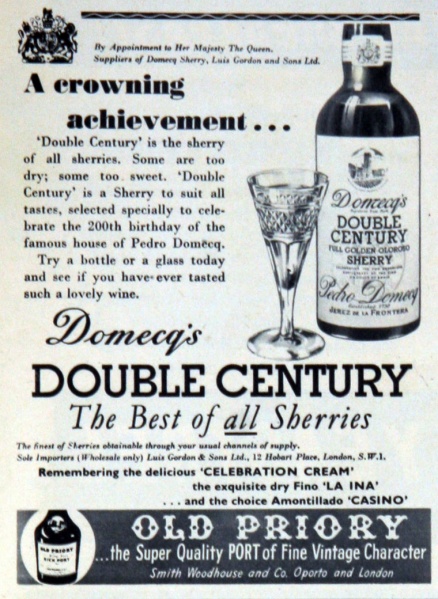 By Appointment to Her Majesty The Queen.
Suppliers of Domecq Sherry, Luis Gordon and Sons Ltd.
A crowning
achievement...
'Double Century' is the sherry
of all sherries. Some are too
dry; some too sweet. 'Double
Century' is a Sherry to suit all
tastes, selected specially to cele-
brate the 200th birthday of the
famous house of Pedro Domecq.
Try a bottle or a glass today
and see if you have ever tasted
such a lovely wine.
Domecq's
DOUBLE
CENTURY
FULL GOLDEN OLOROSO
SHERRY
Pedro Domecq
JEREZ DE LA FRONTERA
Domecq's
DOUBLE CENTURY
The Best of all Sherries
The finest of Sherries obtainable through your usual channels of supply.
Sole Importers (Wholesale only) Luis Gordon & Sons Ltd., 12 Hobart Place, London, S.W.1.
Remembering the delicious 'CELEBRATION CREAM'
the exquisite dry Fino 'LA INA'
...and the choice Amontillado 'CASINO'
OLD PRIORY
OLD PRIORY
...the Super Quality PORT of Fine Vintage Character
Smith Woodhouse and Co. Oporto and London